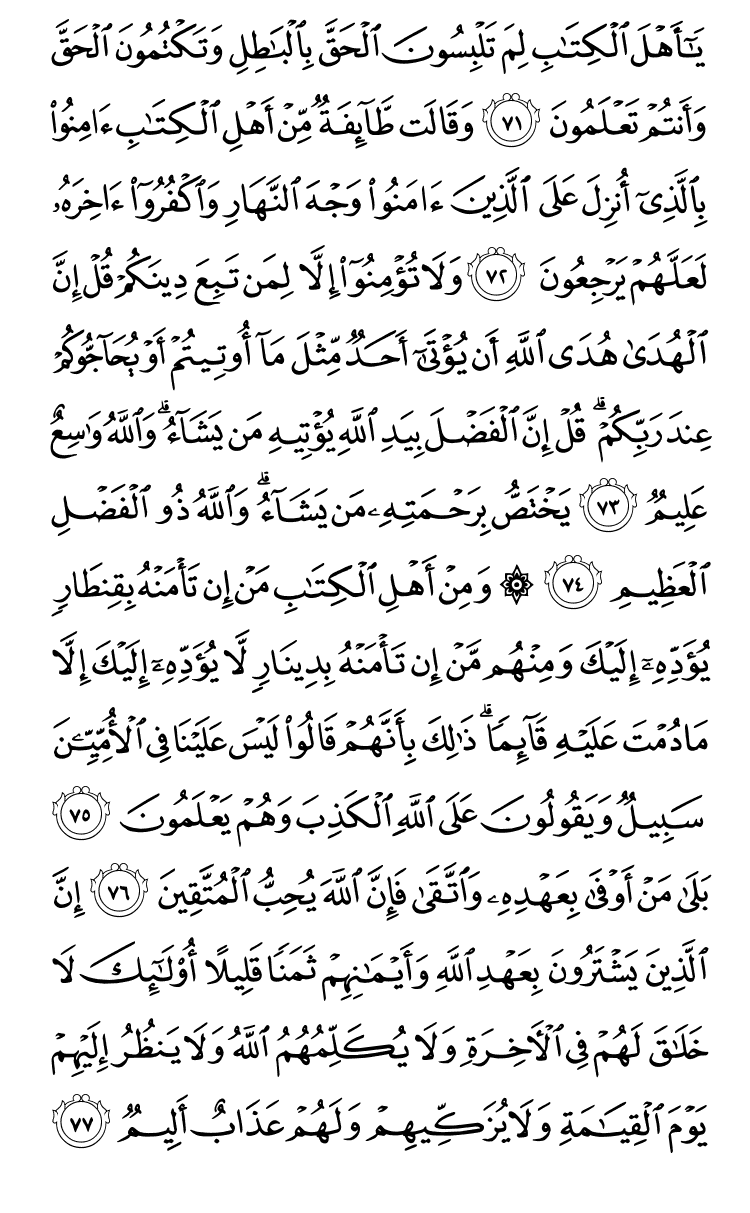 يَٰٓأَهۡلَ ٱلۡكِتَٰبِ لِمَ تَلۡبِسُونَ ٱلۡحَقَّ بِٱلۡبَٰطِلِ وَتَكۡتُمُونَ ٱلۡحَقَّ
وَأَنتُمۡ تَعۡلَمُونَ ٧١ وَقَالَت طَّآئِفَةٞ مِّنۡ أَهۡلِ ٱلۡكِتَٰبِ ءَامِنُواْ
بِٱلَّذِيٓ أُنزِلَ عَلَى ٱلَّذِينَ ءَامَنُواْ وَجۡهَ ٱلنَّهَارِ وَٱكۡفُرُوٓاْ ءَاخِرَهُۥ
لَعَلَّهُمۡ يَرۡجِعُونَ ٧٢ وَلَا تُؤۡمِنُوٓاْ إِلَّا لِمَن تَبِعَ دِينَكُمۡ قُلۡ إِنَّ
ٱلۡهُدَىٰ هُدَى ٱللَّهِ أَن يُؤۡتَىٰٓ أَحَدٞ مِّثۡلَ مَآ أُوتِيتُمۡ أَوۡ يُحَآجُّوكُمۡ
عِندَ رَبِّكُمۡۗ قُلۡ إِنَّ ٱلۡفَضۡلَ بِيَدِ ٱللَّهِ يُؤۡتِيهِ مَن يَشَآءُۗ وَٱللَّهُ وَٰسِعٌ
عَلِيمٞ ٧٣ يَخۡتَصُّ بِرَحۡمَتِهِۦ مَن يَشَآءُۗ وَٱللَّهُ ذُو ٱلۡفَضۡلِ
ٱلۡعَظِيمِ ٧٤ ۞ وَمِنۡ أَهۡلِ ٱلۡكِتَٰبِ مَنۡ إِن تَأۡمَنۡهُ بِقِنطَارٖ
يُؤَدِّهِۦٓ إِلَيۡكَ وَمِنۡهُم مَّنۡ إِن تَأۡمَنۡهُ بِدِينَارٖ لَّا يُؤَدِّهِۦٓ إِلَيۡكَ إِلَّا
مَا دُمۡتَ عَلَيۡهِ قَآئِمٗاۗ ذَٰلِكَ بِأَنَّهُمۡ قَالُواْ لَيۡسَ عَلَيۡنَا فِي ٱلۡأُمِّيِّـۧنَ
سَبِيلٞ وَيَقُولُونَ عَلَى ٱللَّهِ ٱلۡكَذِبَ وَهُمۡ يَعۡلَمُونَ ٧٥
بَلَىٰ مَنۡ أَوۡفَىٰ بِعَهۡدِهِۦ وَٱتَّقَىٰ فَإِنَّ ٱللَّهَ يُحِبُّ ٱلۡمُتَّقِينَ ٧٦ إِنَّ
ٱلَّذِينَ يَشۡتَرُونَ بِعَهۡدِ ٱللَّهِ وَأَيۡمَٰنِهِمۡ ثَمَنٗا قَلِيلًا أُوْلَٰٓئِكَ لَا
خَلَٰقَ لَهُمۡ فِي ٱلۡأٓخِرَةِ وَلَا يُكَلِّمُهُمُ ٱللَّهُ وَلَا يَنظُرُ إِلَيۡهِمۡ
يَوۡمَ ٱلۡقِيَٰمَةِ وَلَا يُزَكِّيهِمۡ وَلَهُمۡ عَذَابٌ أَلِيمٞ ٧٧